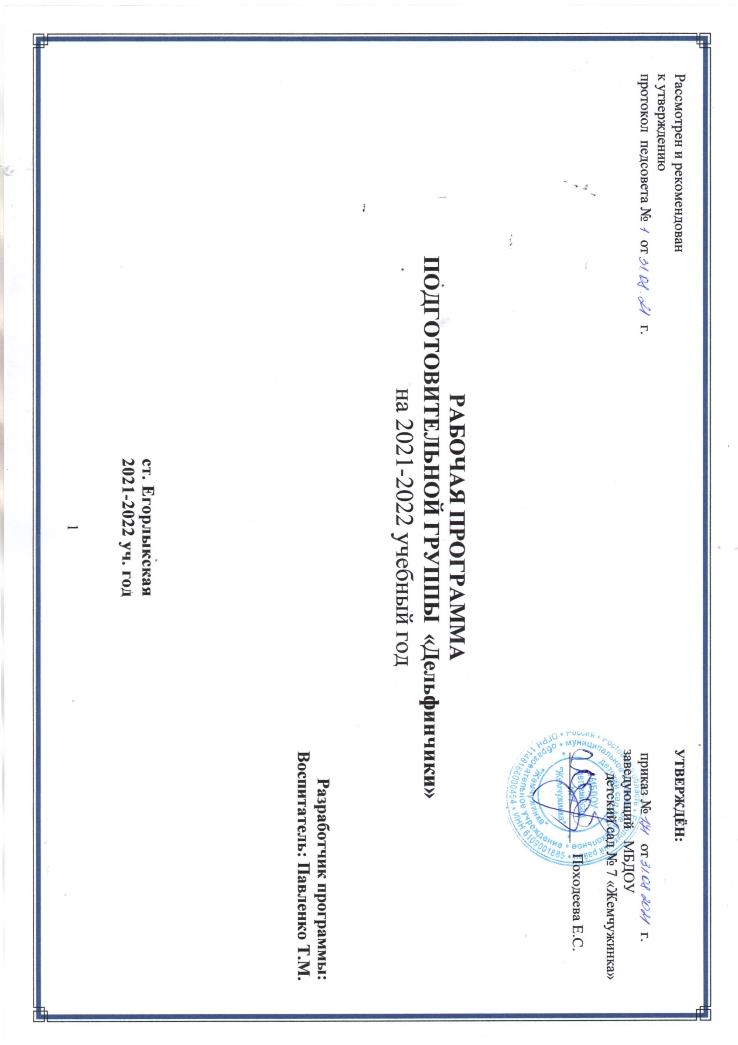 Рассмотрен и рекомендован
к утверждению
протокол педсовета № 1 от 31.08.21 г.
УТВЕРЖДЁН:
приказ № от 31.08.2021 г.
заведующий МБДОУ
детский сад № 7 «Жемчужинка»
Походеева Е.С.
РАБОЧАЯ ПРОГРАММА
ПОДГОТОВИТЕЛЬНОЙ ГРУППЫ «Дельфинчики»
на 2021-2022 учебный год
Разработчик программы:
Воспитатель: Павленко Т.М.
ст. Егорлыкская
2021-2022 уч. год
1